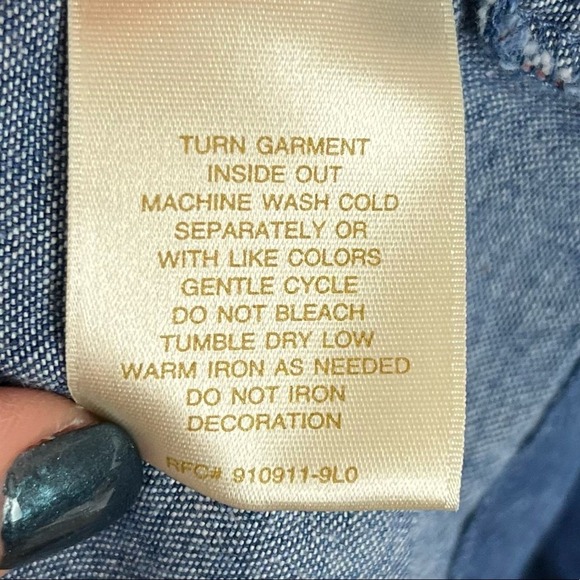 TURN GARMENT
INSIDE OUT
MACHINE WASH COLD
SEPARATELY OR
WITH LIKE COLORS
GENTLE CYCLE
DO NOT BLEACH
TUMBLE DRY LOW
WARM IRON AS NEEDED
DO NOT IRON
DECORATION
RFC# 910911-9L0